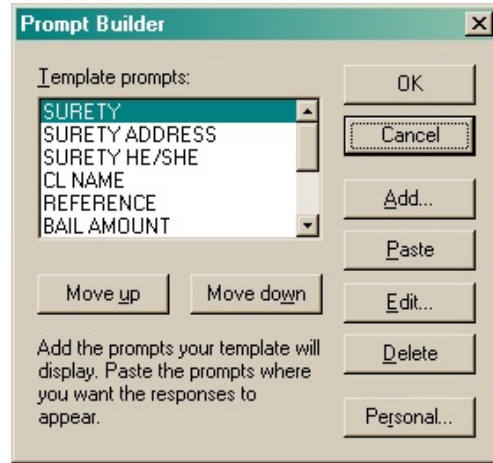 Prompt Builder
Template prompts:
SURETY
SURETY ADDRESS
SURETY HE/SHE
CL NAME
REFERENCE
BAIL AMOUNT
Move up
Move down
Add the prompts your template will
display. Paste the prompts where
you want the responses to
appear.
OK
Cancel
Add...
Paste
Edit...
Delete
Personal...